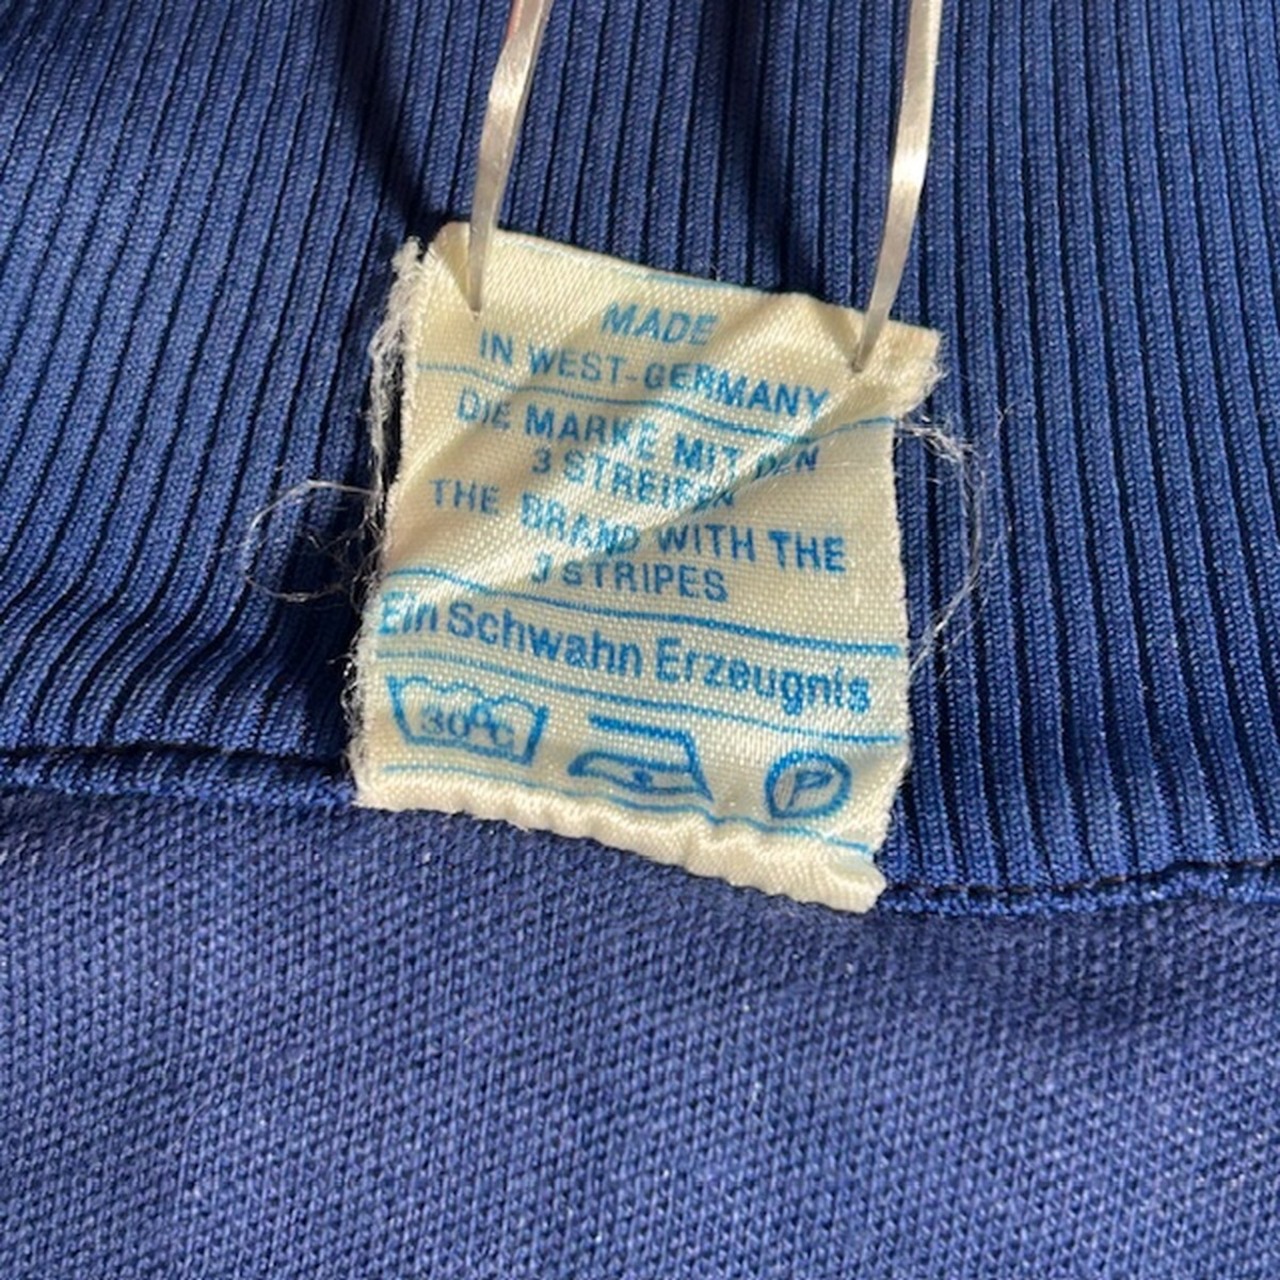 MADE
IN WEST-GERMANY
DIE MARKE MIT DEN
3 STREIFEN
THE BRAND WITH THE
3 STRIPES
Ein Schwahn Erzeugnis
30°C
P